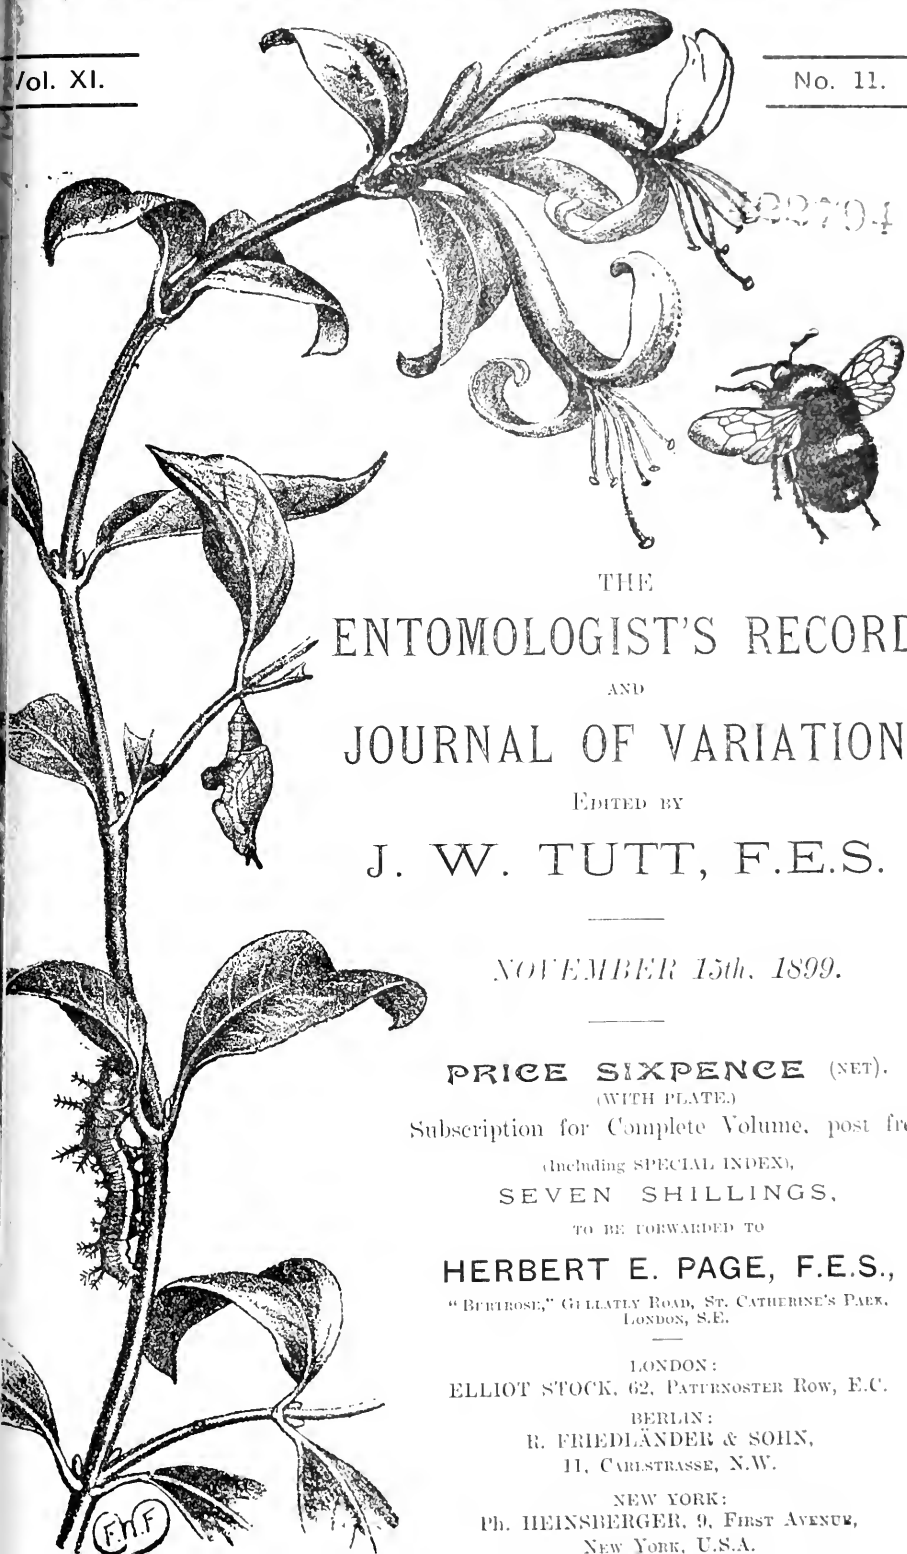 Vol. XI.
No. 11.
THE
ENTOMOLOGIST'S RECORD
AND
JOURNAL OF VARIATION
EDITED BY
J. W. TUTT, F.E.S.
NOVEMBER 15th, 1899.
PRICE SIXPENCE (NET).
(WITH PLATE.)
Subscription for Complete Volume, post fre
(Including SPECIAL INDEX),
SEVEN SHILLINGS,
TO BE FORWARDED TO
HERBERT E. PAGE, F.E.S.,
"BERTROSE," GELLATLY ROAD, ST. CATHERINE'S PARK,
LONDON, S.E.
LONDON:
ELLIOT STOCK, 62, PATERNOSTER ROW, E.C.
BERLIN:
R. FRIEDLÄNDER & SOHN,
11, CARLSTRASSE, N.W.
NEW YORK:
Ph. HEINSBERGER, 9, FIRST AVENUE,
NEW YORK, U.S.A.
F.W.F